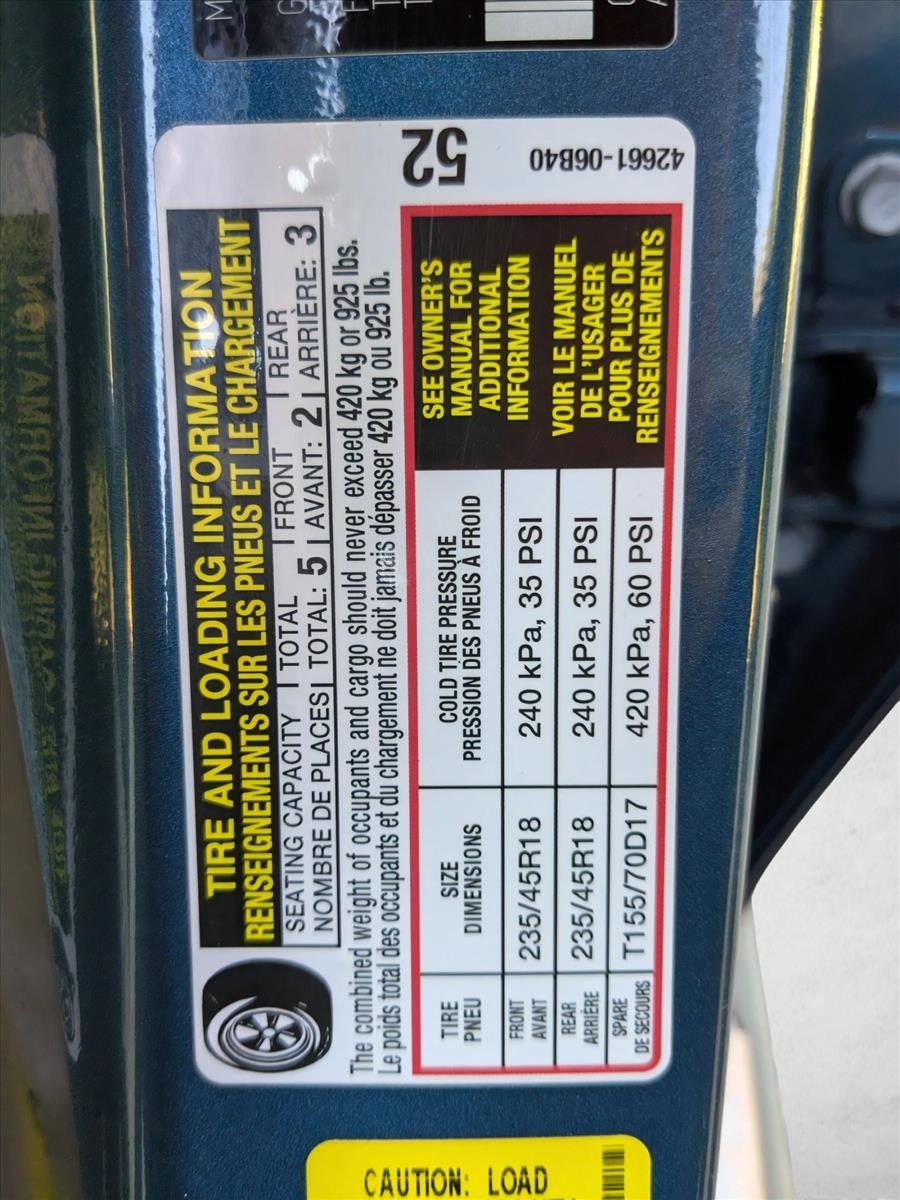 TIRE AND LOADING INFORMATION
RENSEIGNEMENTS SUR LES PNEUS ET LE CHARGEMENT
SEATING CAPACITY | TOTAL | FRONT | REAR
NOMBRE DE PLACES | TOTAL: 5 | AVANT: 2 | ARRIÈRE: 3
The combined weight of occupants and cargo should never exceed 420 kg or 925 lbs.
Le poids total des occupants et du chargement ne doit jamais dépasser 420 kg ou 925 lb.
TIRE SIZE COLD TIRE PRESSURE
PNEU DIMENSIONS PRESSION DES PNEUS À FROID
FRONT
AVANT 235/45R18 240 kPa, 35 PSI
REAR
ARRIÈRE 235/45R18 240 kPa, 35 PSI
SPARE
DE SECOURS T155/70D17 420 kPa, 60 PSI
SEE OWNER'S
MANUAL FOR
ADDITIONAL
INFORMATION
VOIR LE MANUEL
DE L'USAGER
POUR PLUS DE
RENSEIGNEMENTS
52
42661-06B40
CAUTION: LOAD